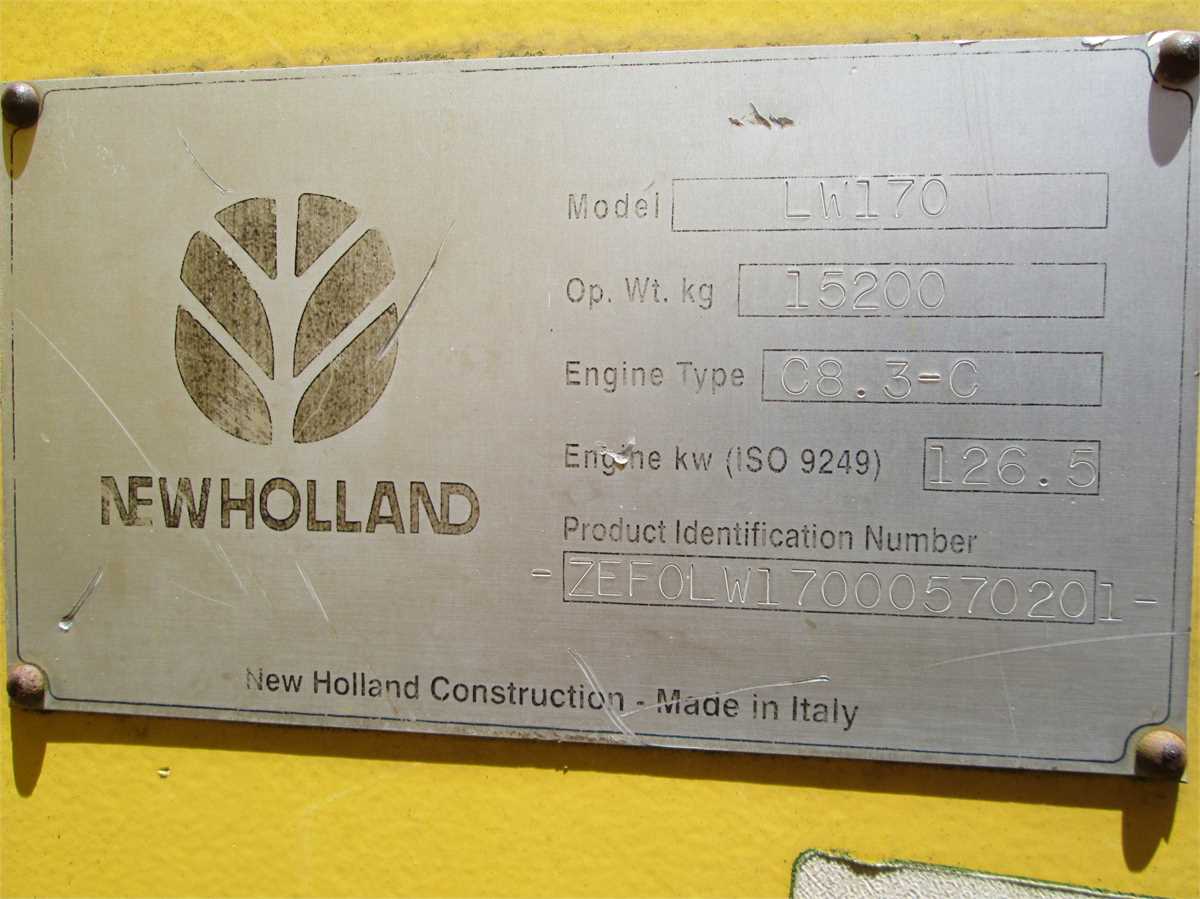 NEW HOLLAND
Model LW170
Op. Wt. kg 15200
Engine Type C8.3-C
Engine kw (ISO 9249) 126.5
Product Identification Number
-ZEF0LW17000570201-
New Holland Construction - Made in Italy